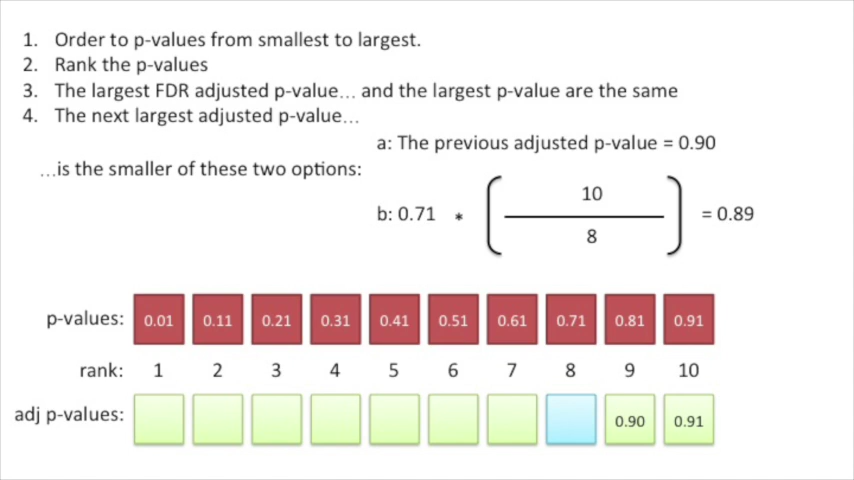 1. Order to p-values from smallest to largest.
2. Rank the p-values
3. The largest FDR adjusted p-value… and the largest p-value are the same
4. The next largest adjusted p-value…
a: The previous adjusted p-value = 0.90
…is the smaller of these two options:
b: 0.71 * ( 10
8 ) = 0.89
p-values: 0.01 0.11 0.21 0.31 0.41 0.51 0.61 0.71 0.81 0.91
rank: 1 2 3 4 5 6 7 8 9 10
adj p-values: 0.90 0.91